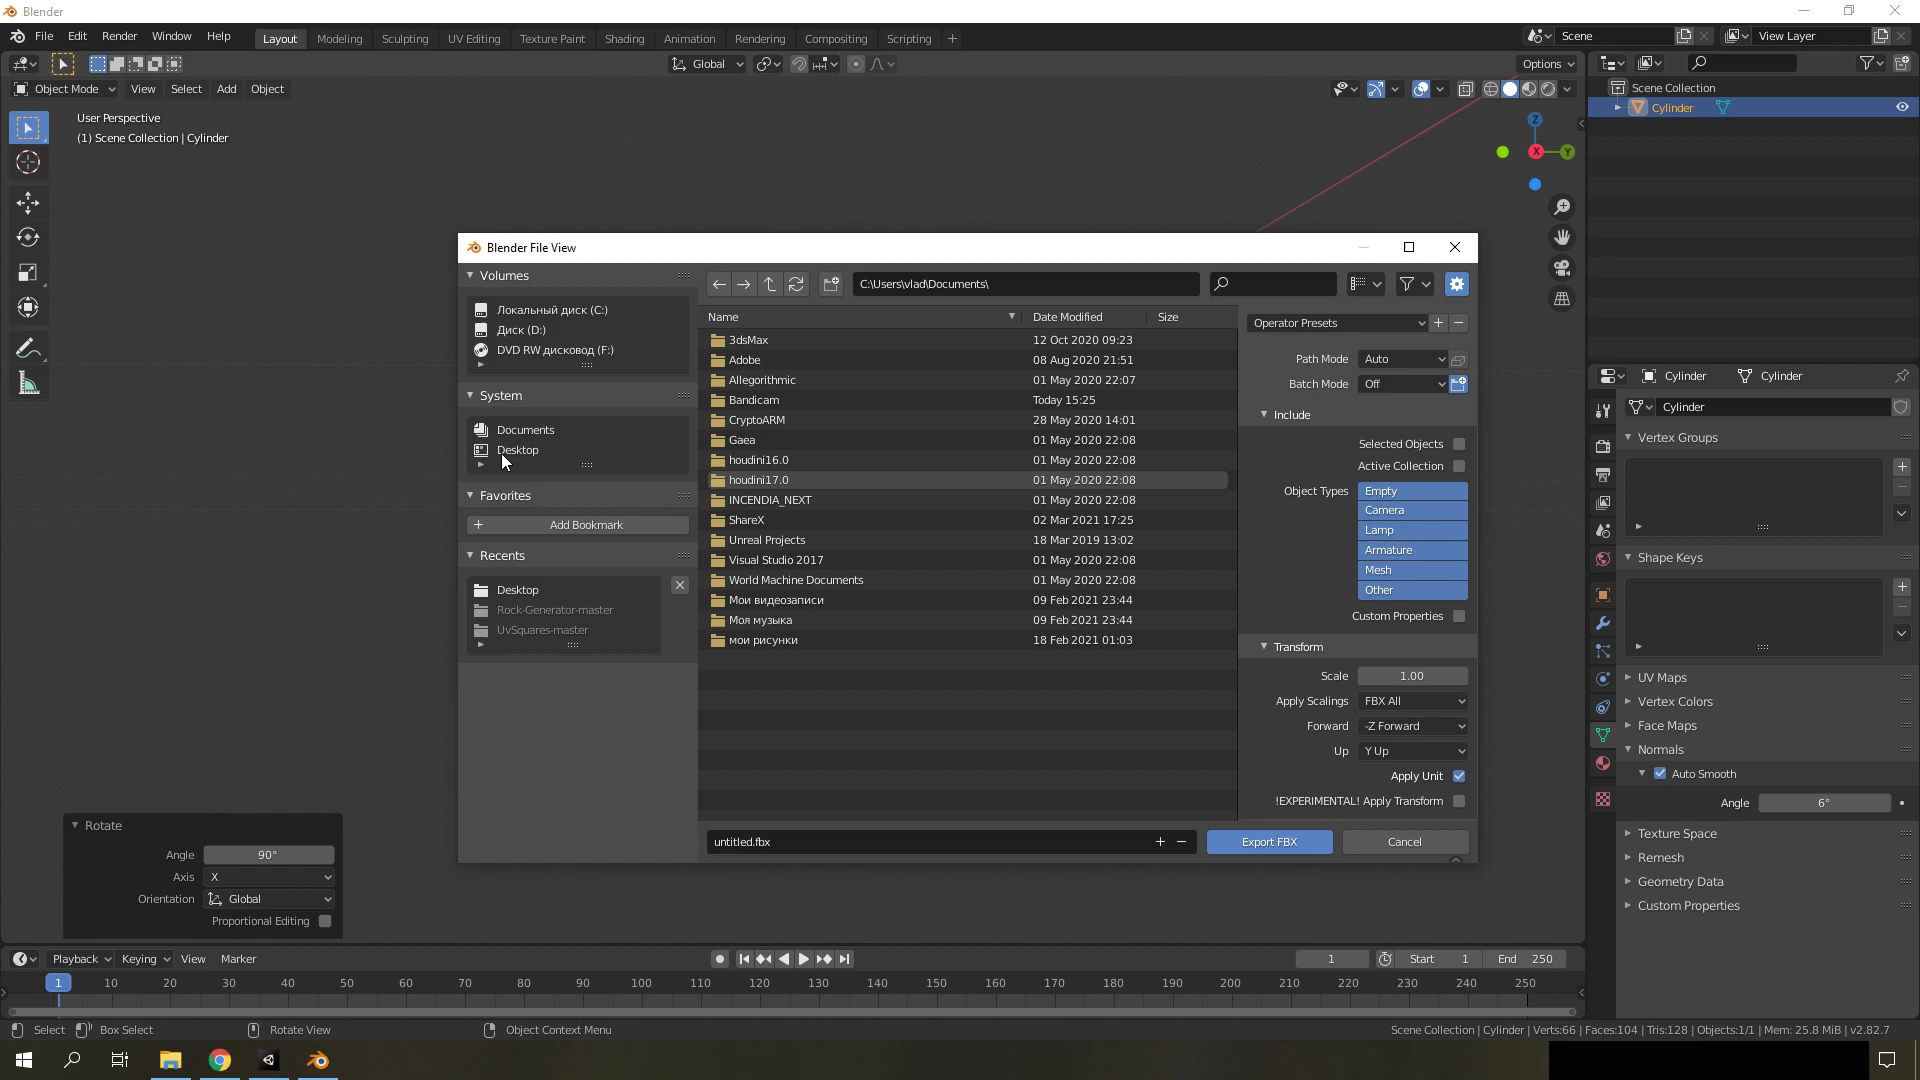 Blender
File Edit Render Window Help Layout Modeling Sculpting UV Editing Texture Paint Shading Animation Rendering Compositing Scripting + Scene View Layer
Global Options
Object Mode View Select Add Object
User Perspective
(1) Scene Collection | Cylinder
Z
X
Y
Scene Collection
Cylinder
Blender File View
Volumes
Локальный диск (C:)
Диск (D:)
DVD RW дисковод (F:)
System
Documents
Desktop
Favorites
Add Bookmark
Recents
Desktop
Rock-Generator-master
UvSquares-master
C:\Users\vlad\Documents\
Name Date Modified Size
3dsMax 12 Oct 2020 09:23
Adobe 08 Aug 2020 21:51
Allegorithmic 01 May 2020 22:07
Bandicam Today 15:25
CryptoARM 28 May 2020 14:01
Gaea 01 May 2020 22:08
houdini16.0 01 May 2020 22:08
houdini17.0 01 May 2020 22:08
INCENDIA_NEXT 01 May 2020 22:08
ShareX 02 Mar 2021 17:25
Unreal Projects 18 Mar 2019 13:02
Visual Studio 2017 01 May 2020 22:08
World Machine Documents 01 May 2020 22:08
Мои видеозаписи 09 Feb 2021 23:44
Моя музыка 09 Feb 2021 23:44
мои рисунки 18 Feb 2021 01:03
Operator Presets
Path Mode Auto
Batch Mode Off
Include
Selected Objects
Active Collection
Object Types Empty
Camera
Lamp
Armature
Mesh
Other
Custom Properties
Transform
Scale 1.00
Apply Scalings FBX All
Forward -Z Forward
Up Y Up
Apply Unit
!EXPERIMENTAL! Apply Transform
untitled.fbx Export FBX Cancel
Cylinder Cylinder
Cylinder
Vertex Groups
Shape Keys
UV Maps
Vertex Colors
Face Maps
Normals
Auto Smooth
Angle 6°
Texture Space
Remesh
Geometry Data
Custom Properties
Rotate
Angle 90°
Axis X
Orientation Global
Proportional Editing
Playback Keying View Marker 1 Start 1 End 250
1 10 20 30 40 50 60 70 80 90 100 110 120 130 140 150 160 170 180 190 200 210 220 230 240 250
Select Box Select Rotate View Object Context Menu Scene Collection | Cylinder | Verts:66 | Faces:104 | Tris:128 | Objects:1/1 | Mem: 25.8 MiB | v2.82.7